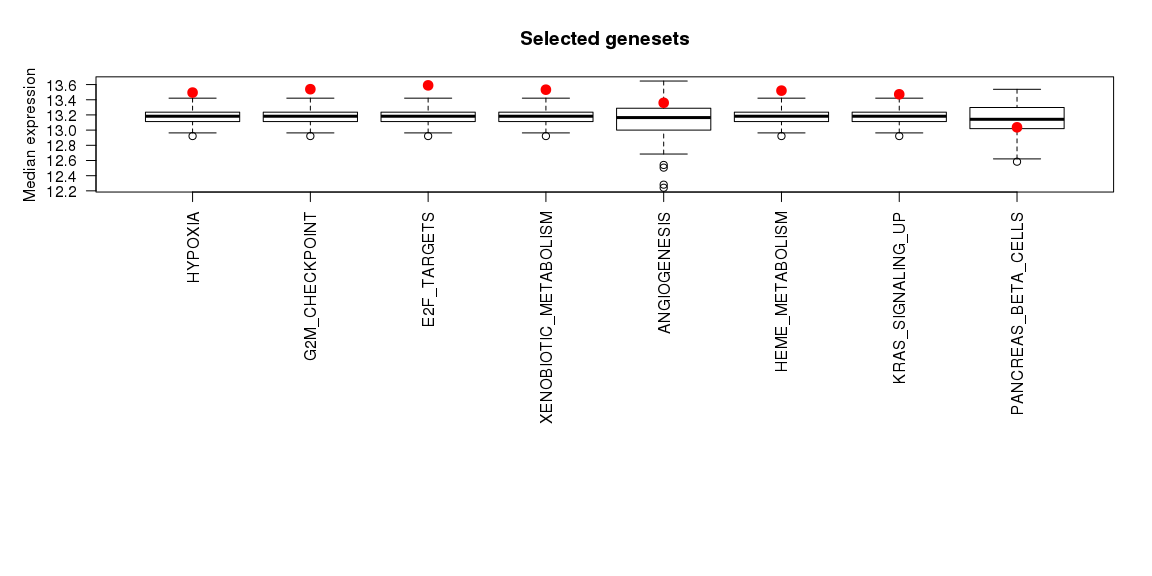 Selected genesets
Median expression
13.6
13.4
13.2
13.0
12.8
12.6
12.4
12.2
HYPOXIA
G2M_CHECKPOINT
E2F_TARGETS
XENOBIOTIC_METABOLISM
ANGIOGENESIS
HEME_METABOLISM
KRAS_SIGNALING_UP
PANCREAS_BETA_CELLS